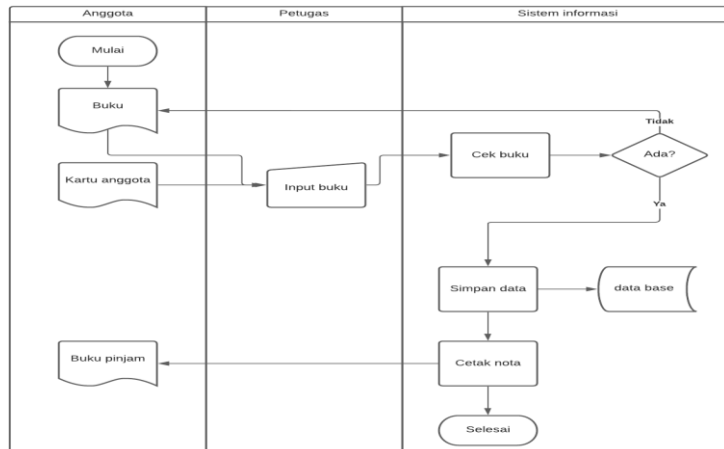 Anggota
Petugas
Sistem informasi
Mulai
Buku
Tidak
Cek buku
Ada?
Kartu anggota
Input buku
Ya
Simpan data
data base
Buku pinjam
Cetak nota
Selesai